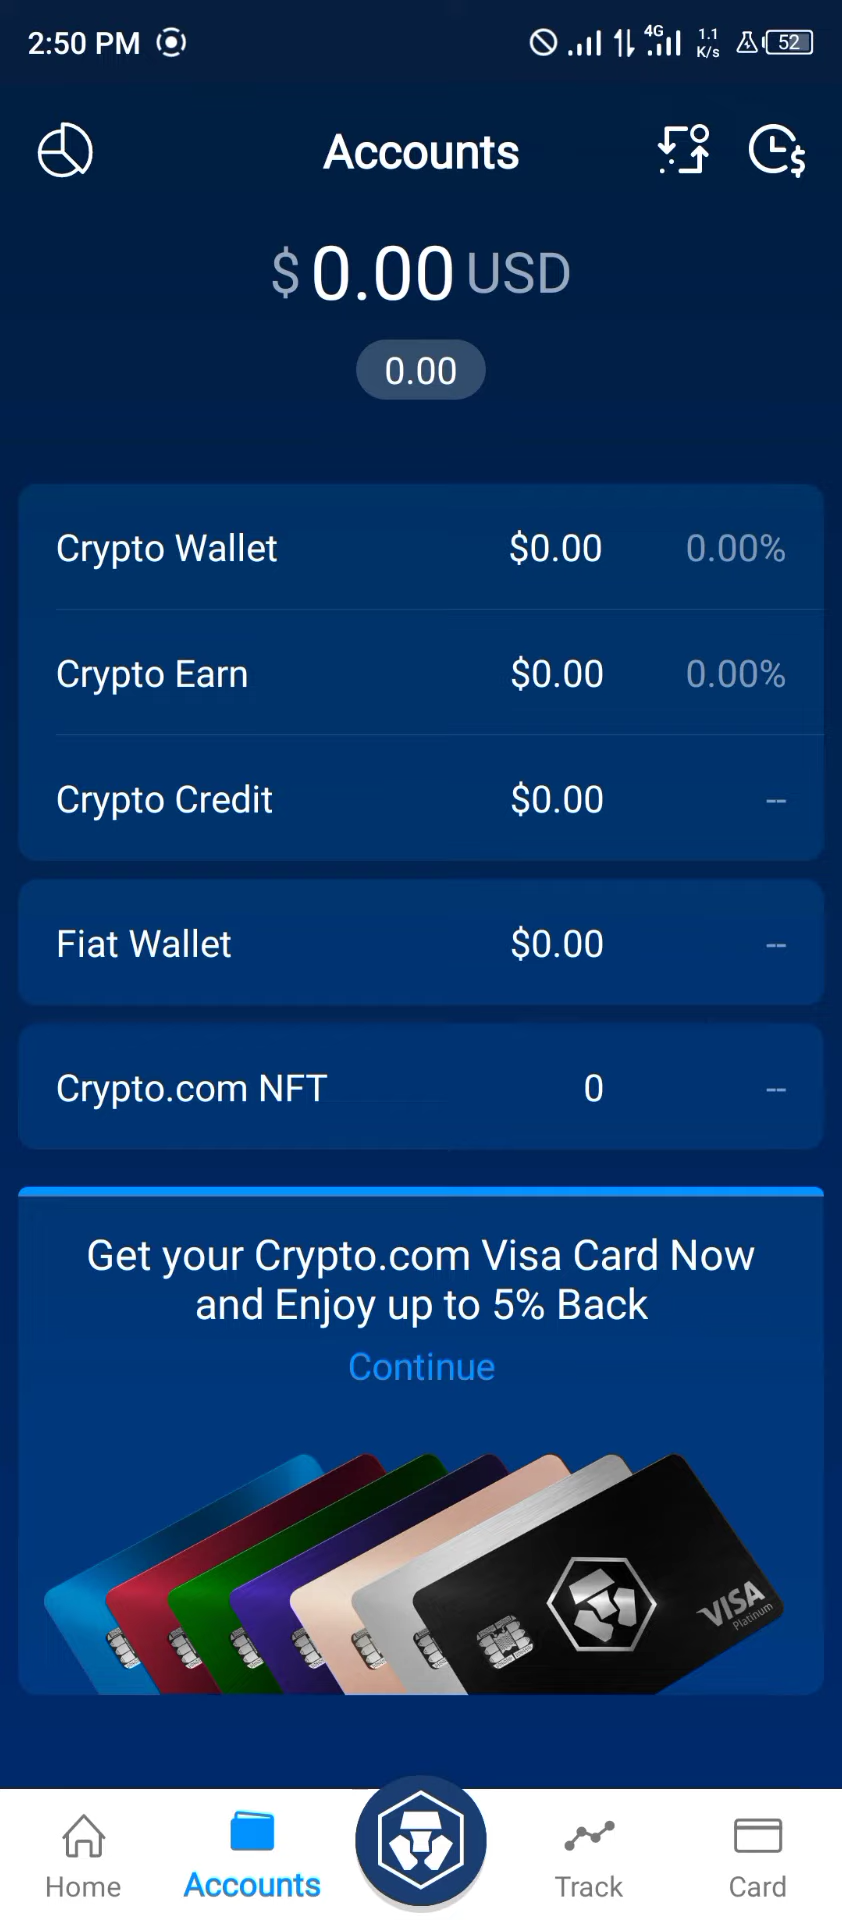 2:50 PM 4G 1.1 K/s 52
Accounts
$ 0.00 USD
0.00
Crypto Wallet $0.00 0.00%
Crypto Earn $0.00 0.00%
Crypto Credit $0.00 --
Fiat Wallet $0.00 --
Crypto.com NFT 0 --
Get your Crypto.com Visa Card Now
and Enjoy up to 5% Back
Continue
VISA
Platinum
Home Accounts Track Card